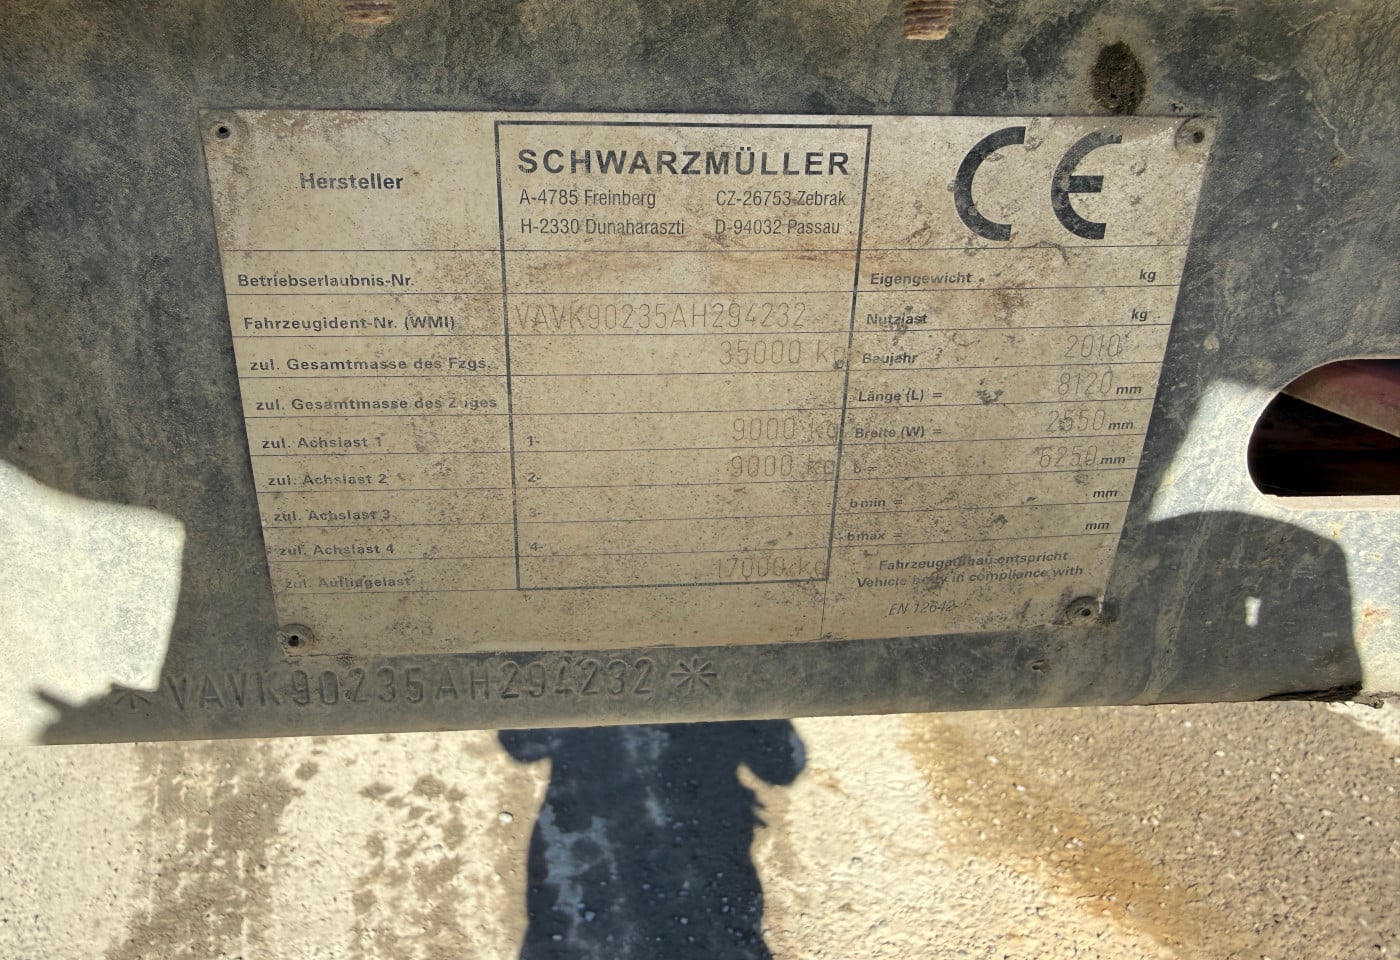 Hersteller
SCHWARZMÜLLER
A-4785 Freinberg CZ-26753 Zebrak
H-2330 Dunaharaszti D-94032 Passau
CE
Betriebserlaubnis-Nr.
Eigengewicht kg
Fahrzeugident-Nr. (WMI) VAVK90235AH294232
Nutzlast kg
zul. Gesamtmasse des Fzgs. 35000 kg
Baujahr 2010
zul. Gesamtmasse des Zuges
Länge (L) = 8120 mm
zul. Achslast 1 1- 9000 kg
Breite (W) = 2550 mm
zul. Achslast 2 2- 9000 kg
6250 mm
zul. Achslast 3 3-
bmin = mm
zul. Achslast 4 4-
bmax = mm
zul. Aufliegelast 17000 kg
Fahrzeugaufbau entspricht
Vehicle body in compliance with
EN 12642
*VAVK90235AH294232*